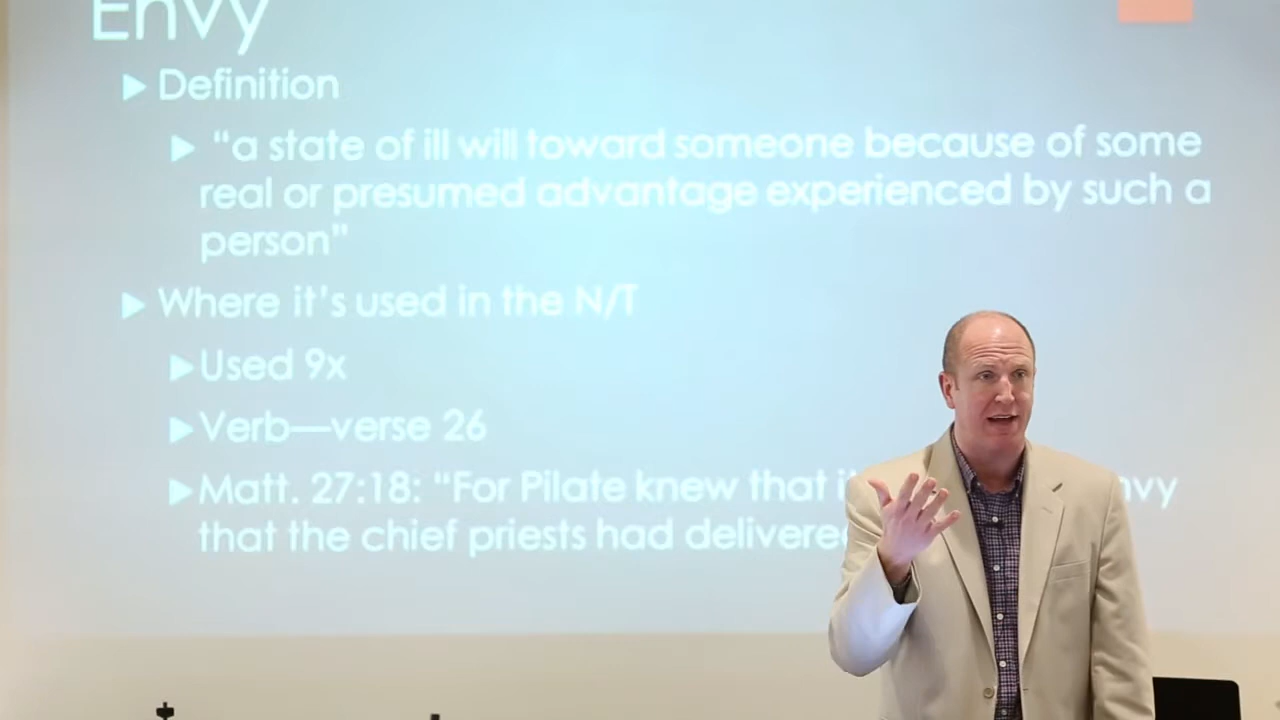 Envy
▶ Definition
▶ "a state of ill will toward someone because of some
real or presumed advantage experienced by such a
person"
▶ Where it's used in the N/T
▶ Used 9x
▶ Verb—verse 26
▶ Matt. 27:18: "For Pilate knew that
that the chief priests had